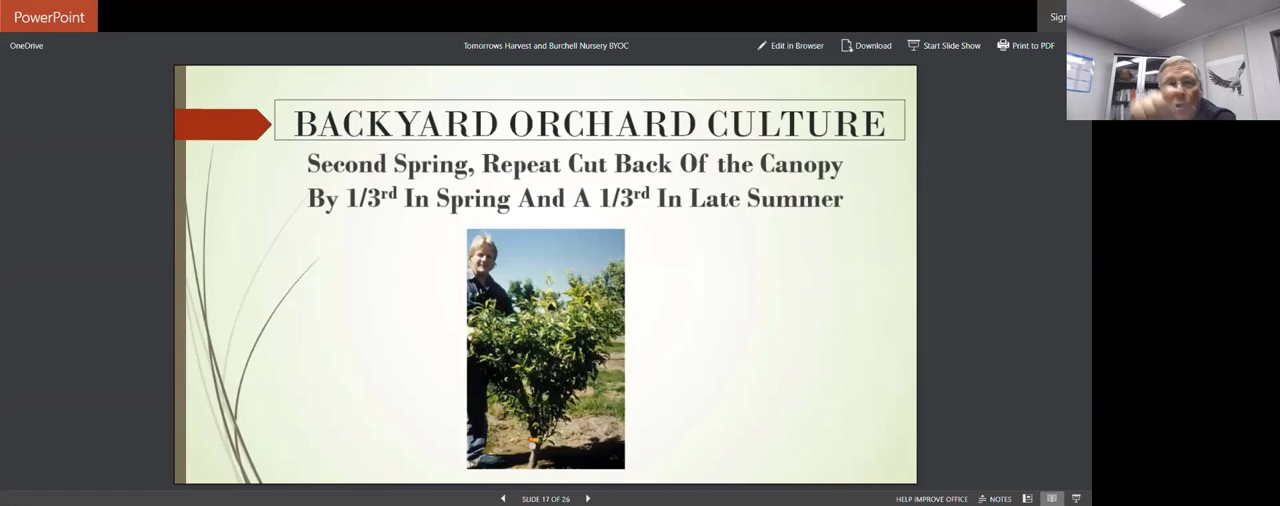 PowerPoint
Sign
OneDrive
Tomorrows Harvest and Burchell Nursery BYOC
Edit in Browser
Download
Start Slide Show
Print to PDF
BACKYARD ORCHARD CULTURE
Second Spring, Repeat Cut Back Of the Canopy
By 1/3rd In Spring And A 1/3rd In Late Summer
SLIDE 17 OF 26
HELP IMPROVE OFFICE
NOTES